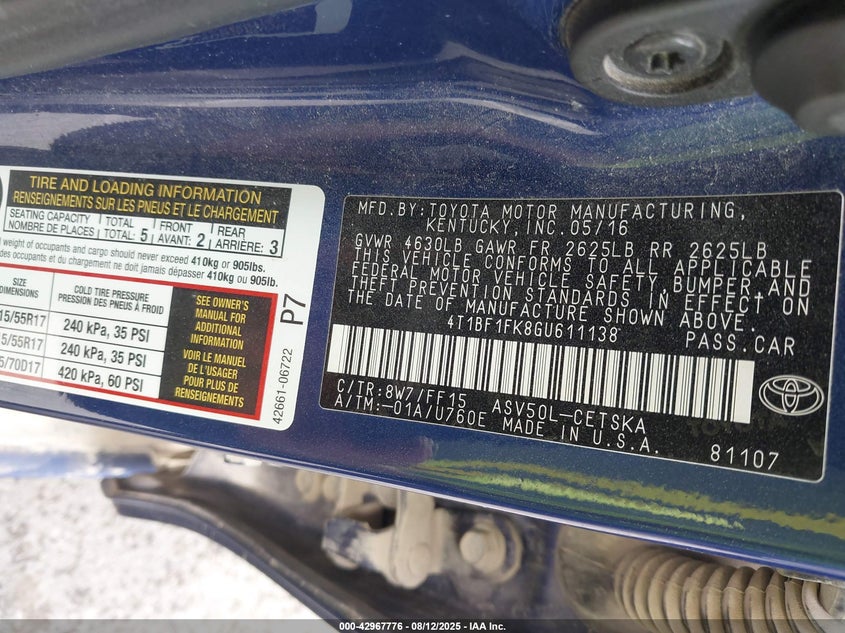 TIRE AND LOADING INFORMATION
RENSEIGNEMENTS SUR LES PNEUS ET LE CHARGEMENT
SEATING CAPACITY TOTAL 5 FRONT 2 REAR 3
NOMBRE DE PLACES: TOTAL: AVANT: ARRIÈRE:
weight of occupants and cargo should never exceed 410kg or 905lbs.
des occupants et du chargement ne doit jamais dépasser 410kg ou 905lb.
SIZE
DIMENSIONS
COLD TIRE PRESSURE
PRESSION DES PNEUS À FROID
15/55R17 240 kPa, 35 PSI
5/55R17 240 kPa, 35 PSI
5/70D17 420 kPa, 60 PSI
SEE OWNER'S
MANUAL FOR
ADDITIONAL
INFORMATION
VOIR LE MANUEL
DE L'USAGER
POUR PLUS DE
RENSEIGNEMENTS
P7
42661-06722
MFD.BY:TOYOTA MOTOR MANUFACTURING,
KENTUCKY, INC. 05/16
GVWR 4630LB GAWR FR 2625LB RR 2625LB
THIS VEHICLE CONFORMS TO ALL APPLICABLE
FEDERAL MOTOR VEHICLE SAFETY, BUMPER AND
THEFT PREVENTION STANDARDS IN EFFECT ON
THE DATE OF MANUFACTURE SHOWN ABOVE.
4T1BF1FK8GU611138 PASS.CAR
C/TR:8W7/FF15 ASV50L-CETSKA
A/TM:-01A/U760E MADE IN U.S.A.
81107
000-42967776 - 08/12/2025 - IAA Inc.